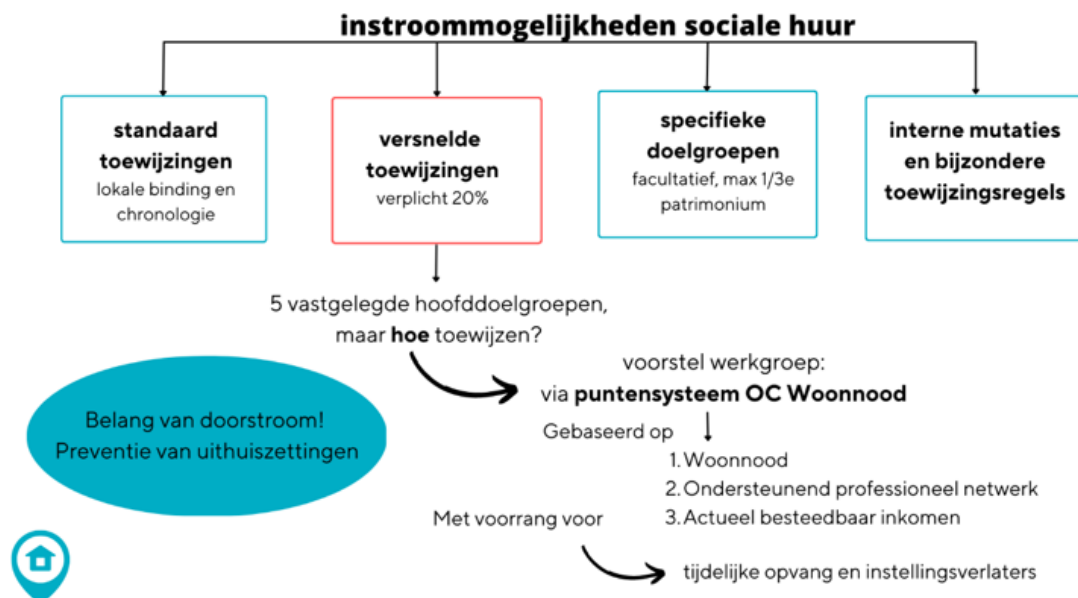 instroommogelijkheden sociale huur
standaard
toewijzingen
lokale binding en
chronologie
versnelde
toewijzingen
verplicht 20%
specifieke
doelgroepen
facultatief, max 1/3e
patrimonium
interne mutaties
en bijzondere
toewijzingsregels
5 vastgelegde hoofddoelgroepen,
maar hoe toewijzen?
voorstel werkgroep:
via puntensysteem OC Woonnood
Belang van doorstroom!
Preventie van uithuiszettingen
Gebaseerd op
1. Woonnood
2. Ondersteunend professioneel netwerk
3. Actueel besteedbaar inkomen
Met voorrang voor
tijdelijke opvang en instellingsverlaters